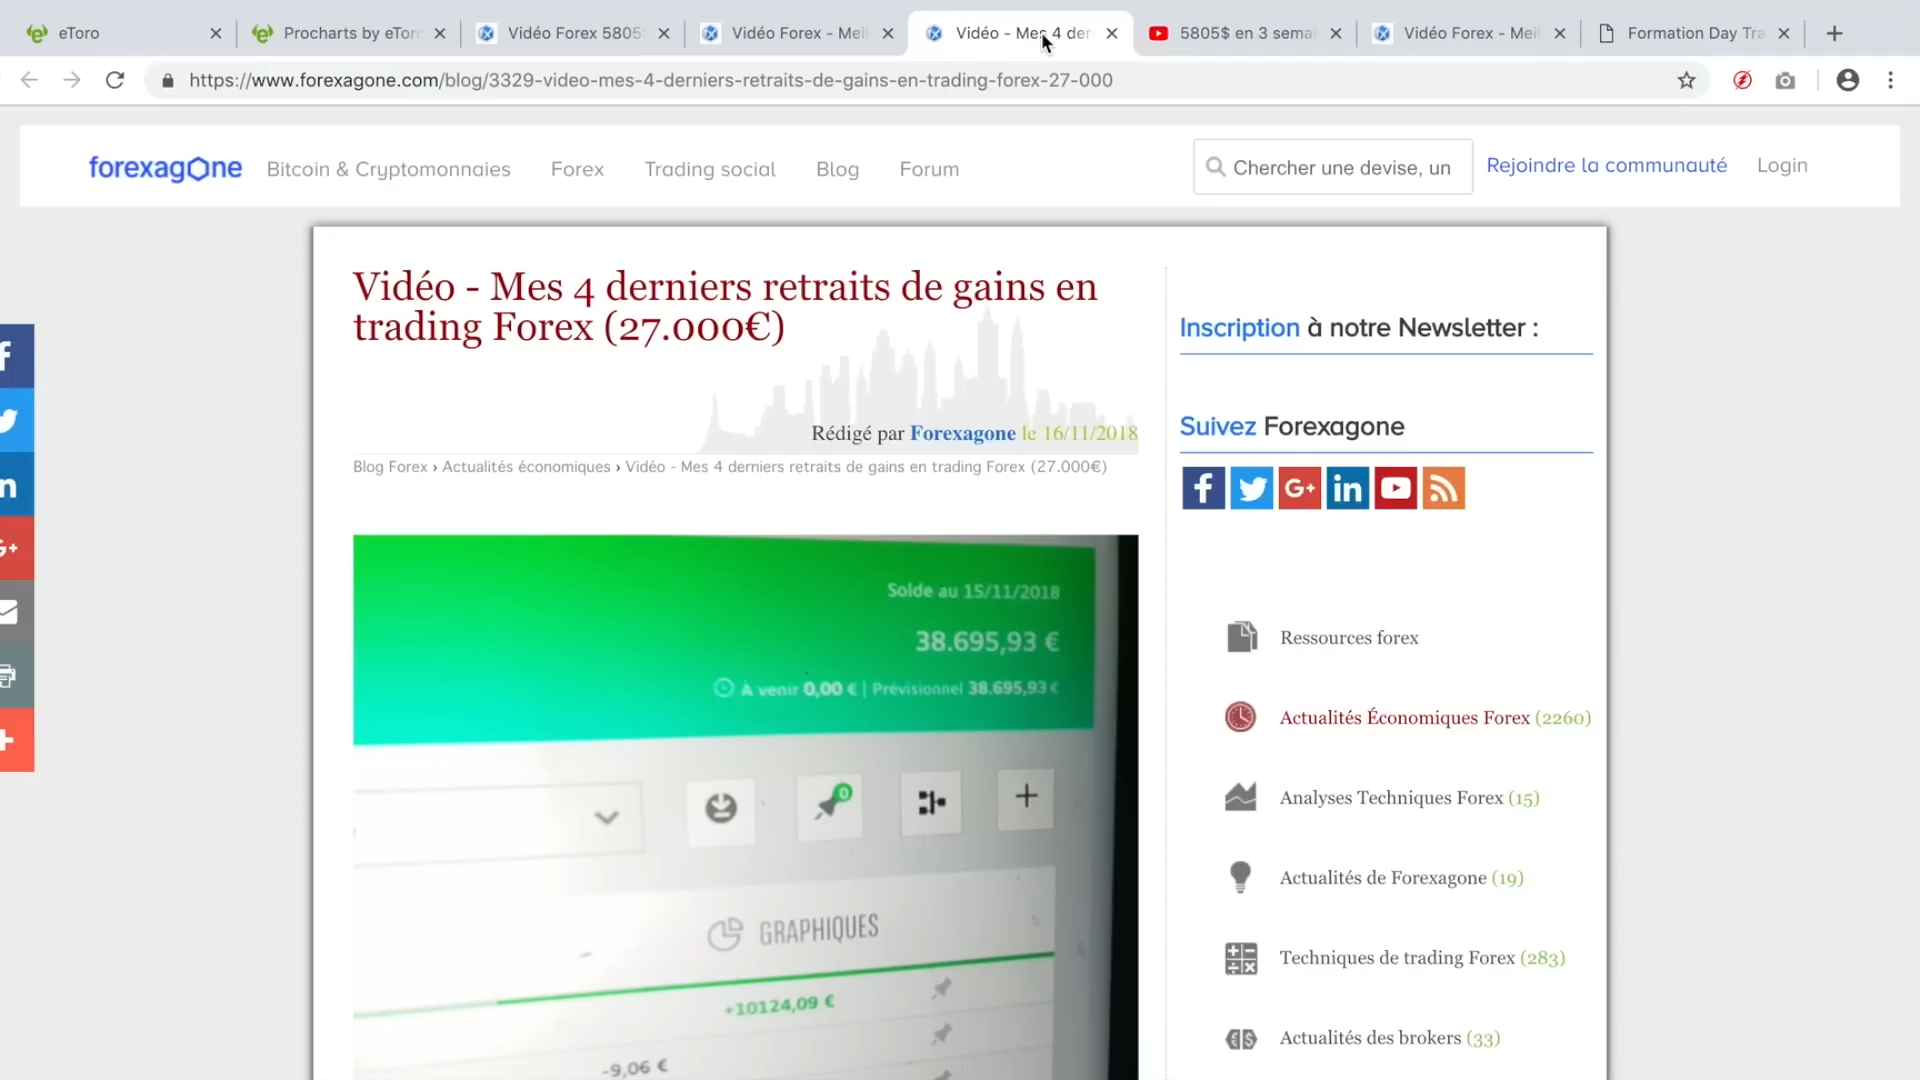 eToro
Procharts by eToro
Vidéo Forex 5805$
Vidéo Forex - Meil
Vidéo - Mes 4 der
5805$ en 3 semai
Vidéo Forex - Meil
Formation Day Tra
https://www.forexagone.com/blog/3329-video-mes-4-derniers-retraits-de-gains-en-trading-forex-27-000
forexagone
Bitcoin & Cryptomonnaies
Forex
Trading social
Blog
Forum
Chercher une devise, un
Rejoindre la communauté
Login
Vidéo - Mes 4 derniers retraits de gains en
trading Forex (27.000€)
Rédigé par Forexagone le 16/11/2018
Blog Forex › Actualités économiques › Vidéo - Mes 4 derniers retraits de gains en trading Forex (27.000€)
Solde au 15/11/2018
38.695,93 €
À venir 0,00 € | Prévisionnel 38.695,93 €
0
GRAPHIQUES
+10124,09 €
-9,06 €
Inscription à notre Newsletter :
Suivez Forexagone
G+
in
Ressources forex
Actualités Économiques Forex (2260)
Analyses Techniques Forex (15)
Actualités de Forexagone (19)
Techniques de trading Forex (283)
Actualités des brokers (33)